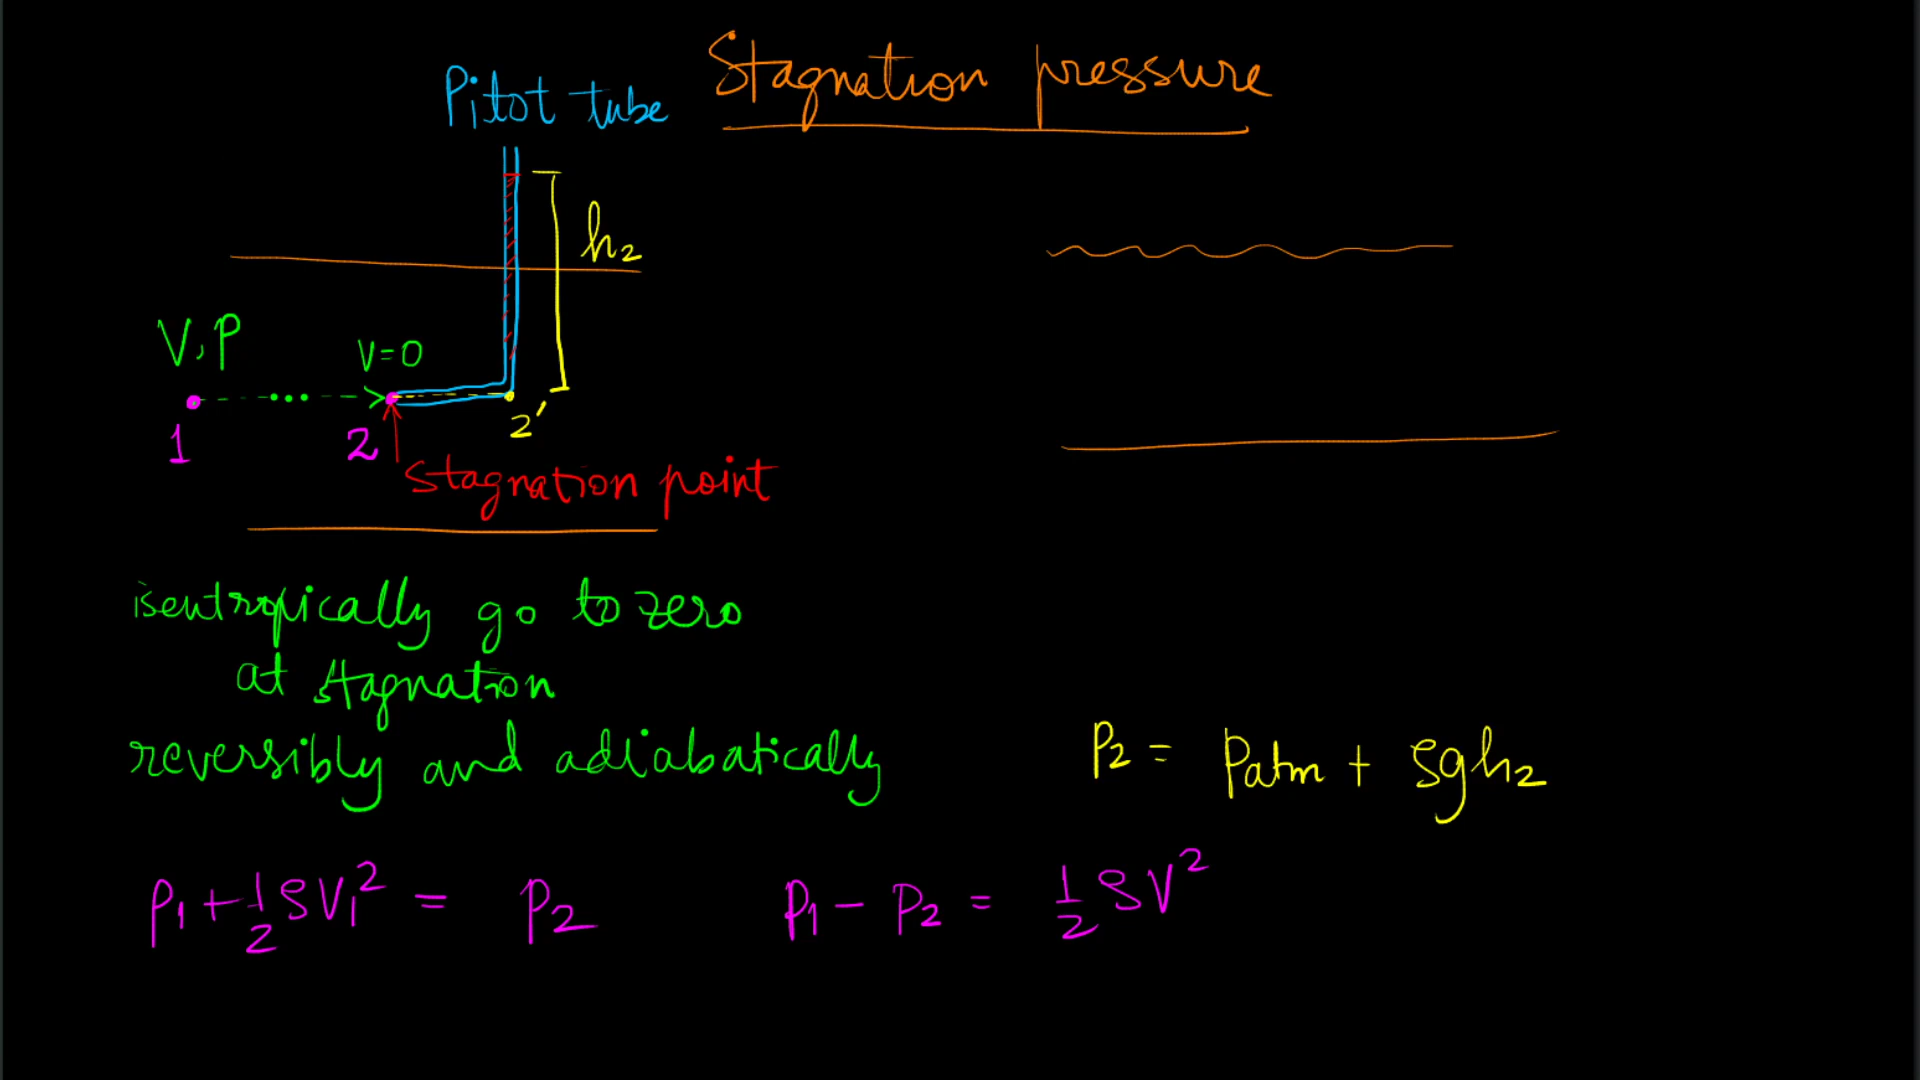 Stagnation pressure
Pitot tube
h₂
V, P
V=0
1
2
2'
Stagnation point
isentropically go to zero
at stagnation
reversibly and adiabatically
P₂ = Patm + ρgh₂
P₁ + ½ρV₁² = P₂
P₁ - P₂ = ½ρV²